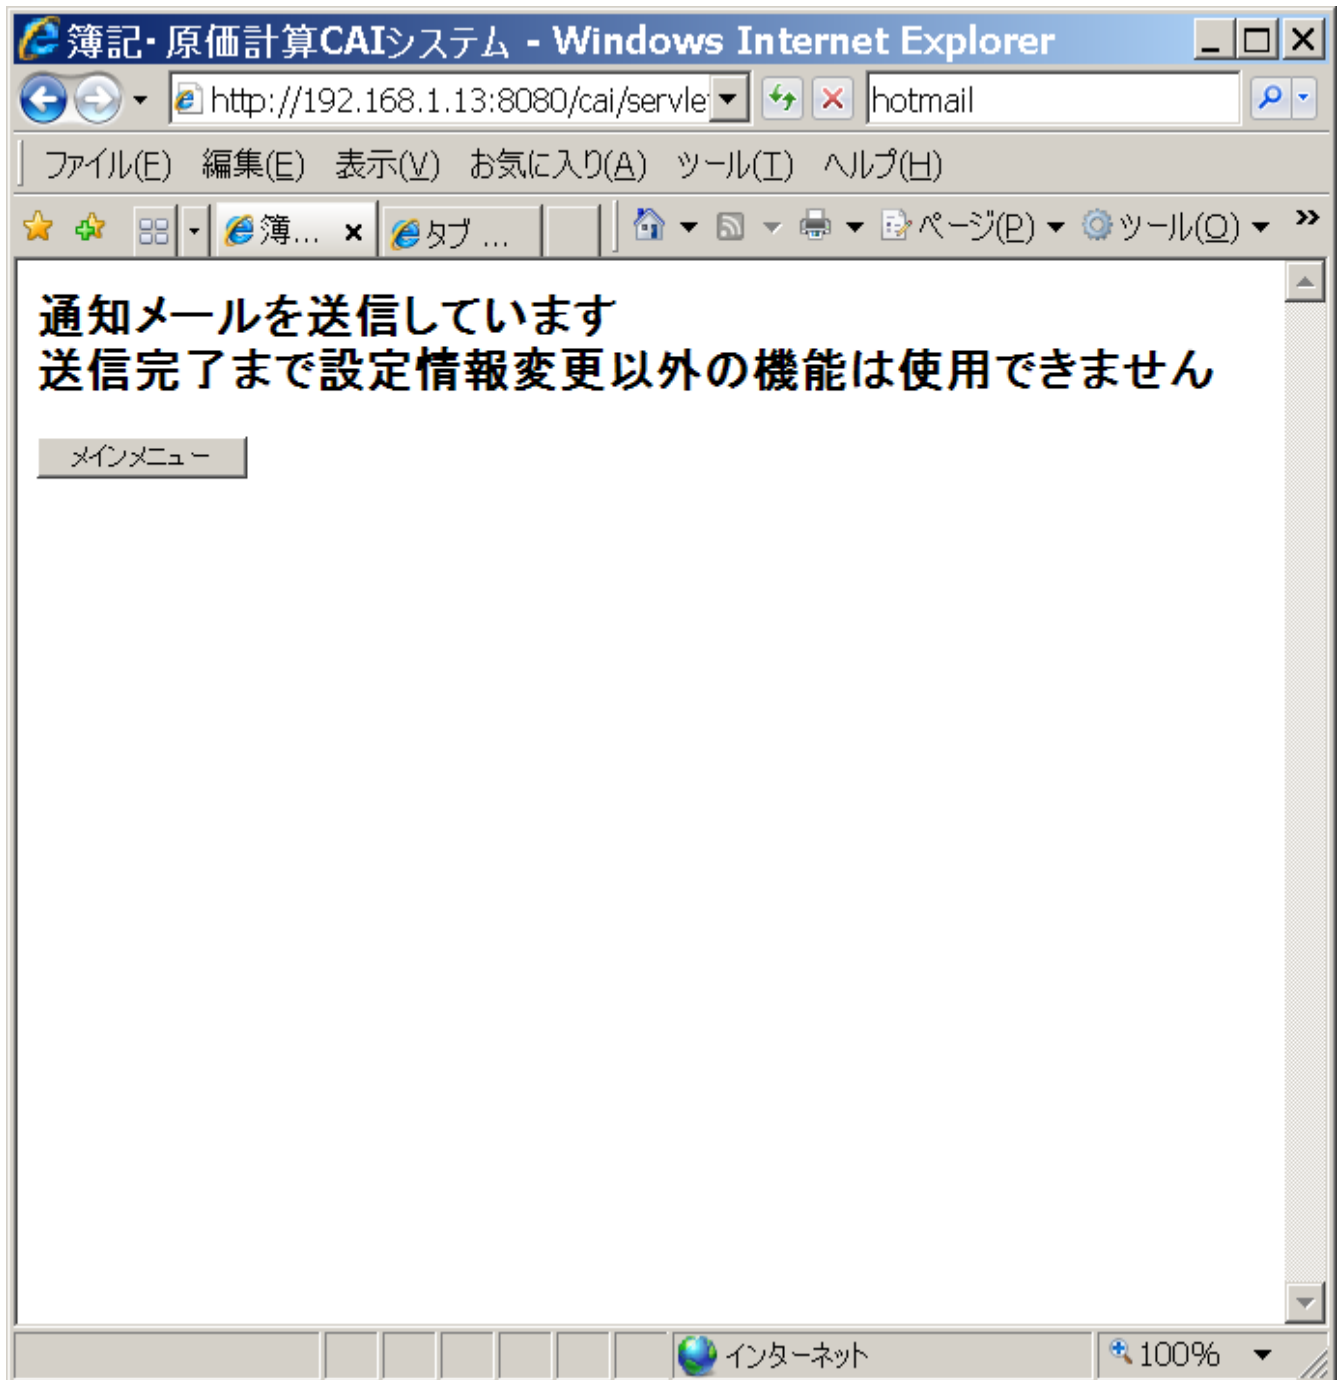 簿記・原価計算CAIシステム - Windows Internet Explorer
http://192.168.1.13:8080/cai/servle
hotmail
ファイル(F) 編集(E) 表示(V) お気に入り(A) ツール(T) ヘルプ(H)
簿... タブ ... ページ(P) ツール(O) »
通知メールを送信しています
送信完了まで設定情報変更以外の機能は使用できません
メインメニュー
インターネット 100%